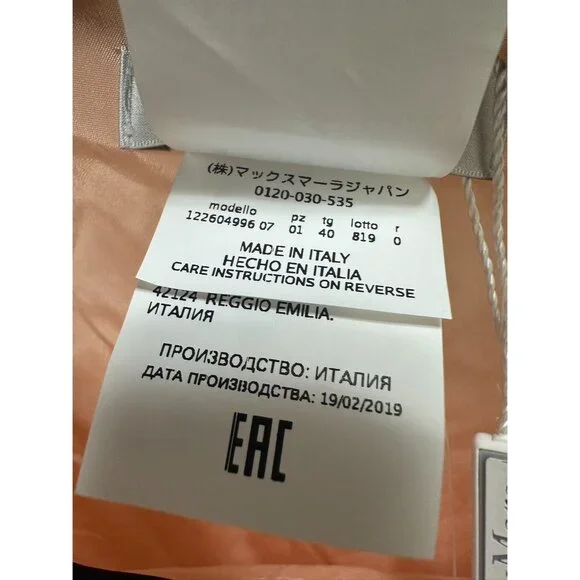 (株)マックスマーラジャパン
0120-030-535
modello pz tg lotto r
122604996 07 01 40 819 0
MADE IN ITALY
HECHO EN ITALIA
CARE INSTRUCTIONS ON REVERSE
42124 REGGIO EMILIA.
ИТАЛИЯ
ПРОИЗВОДСТВО: ИТАЛИЯ
ДАТА ПРОИЗВОДСТВА: 19/02/2019
EAC